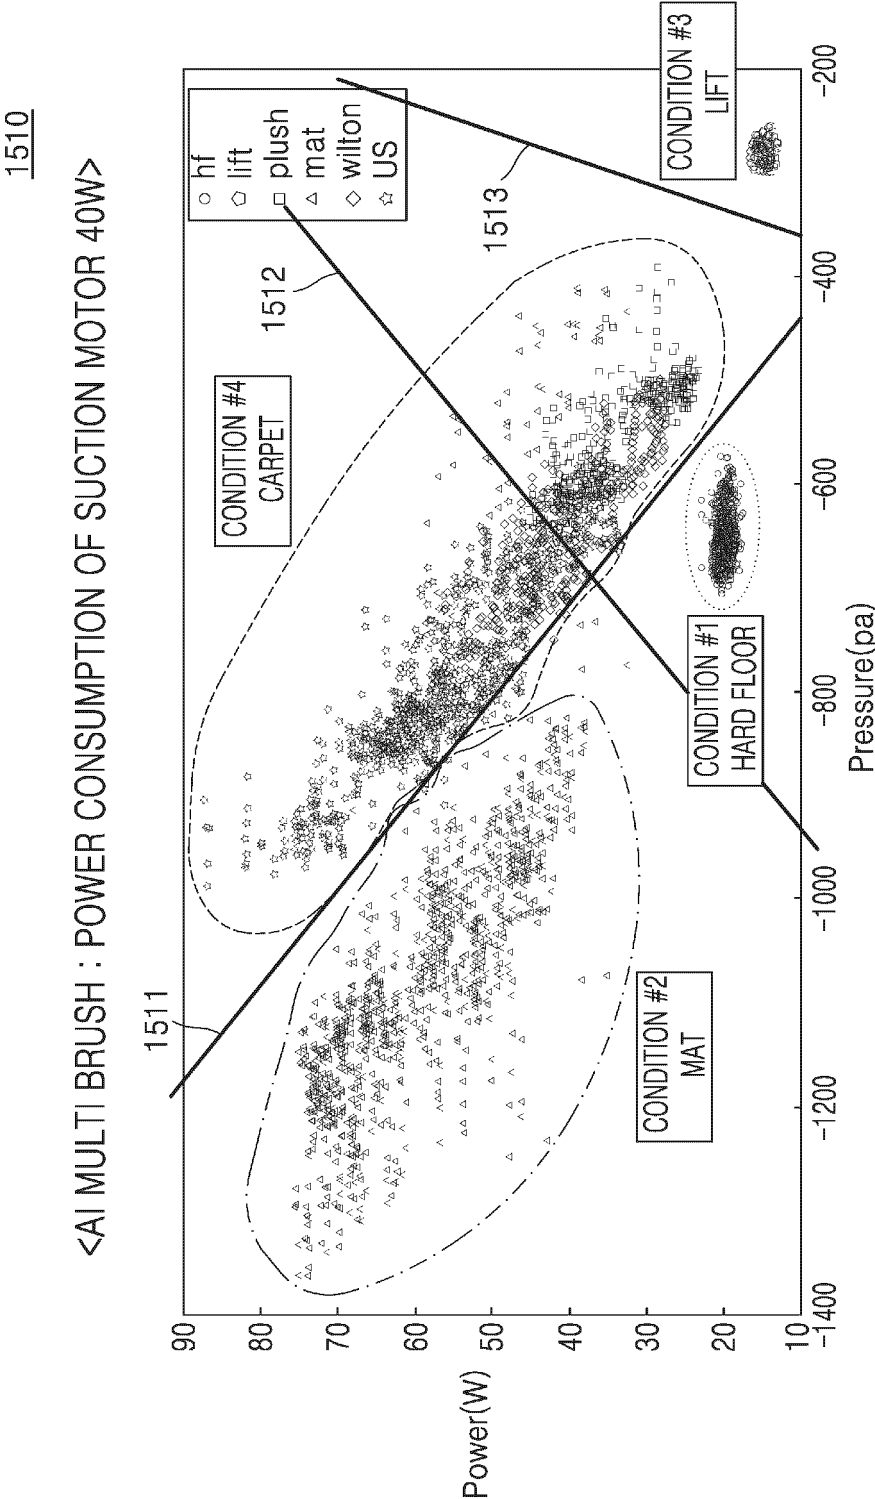 1510
<AI MULTI BRUSH : POWER CONSUMPTION OF SUCTION MOTOR 40W>
1511
1512
1513
hf
lift
plush
mat
wilton
US
CONDITION #4
CARPET
CONDITION #3
LIFT
CONDITION #1
HARD FLOOR
CONDITION #2
MAT
Power(W)
90
80
70
60
50
40
30
20
10
-1400
-1200
-1000
-800
-600
-400
-200
Pressure(pa)